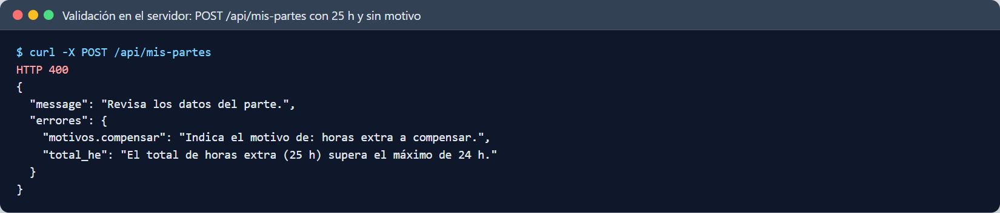 Validación en el servidor: POST /api/mis-partes con 25 h y sin motivo
$ curl -X POST /api/mis-partes
HTTP 400
{
"message": "Revisa los datos del parte.",
"errores": {
"motivos.compensar": "Indica el motivo de: horas extra a compensar.",
"total_he": "El total de horas extra (25 h) supera el máximo de 24 h."
}
}